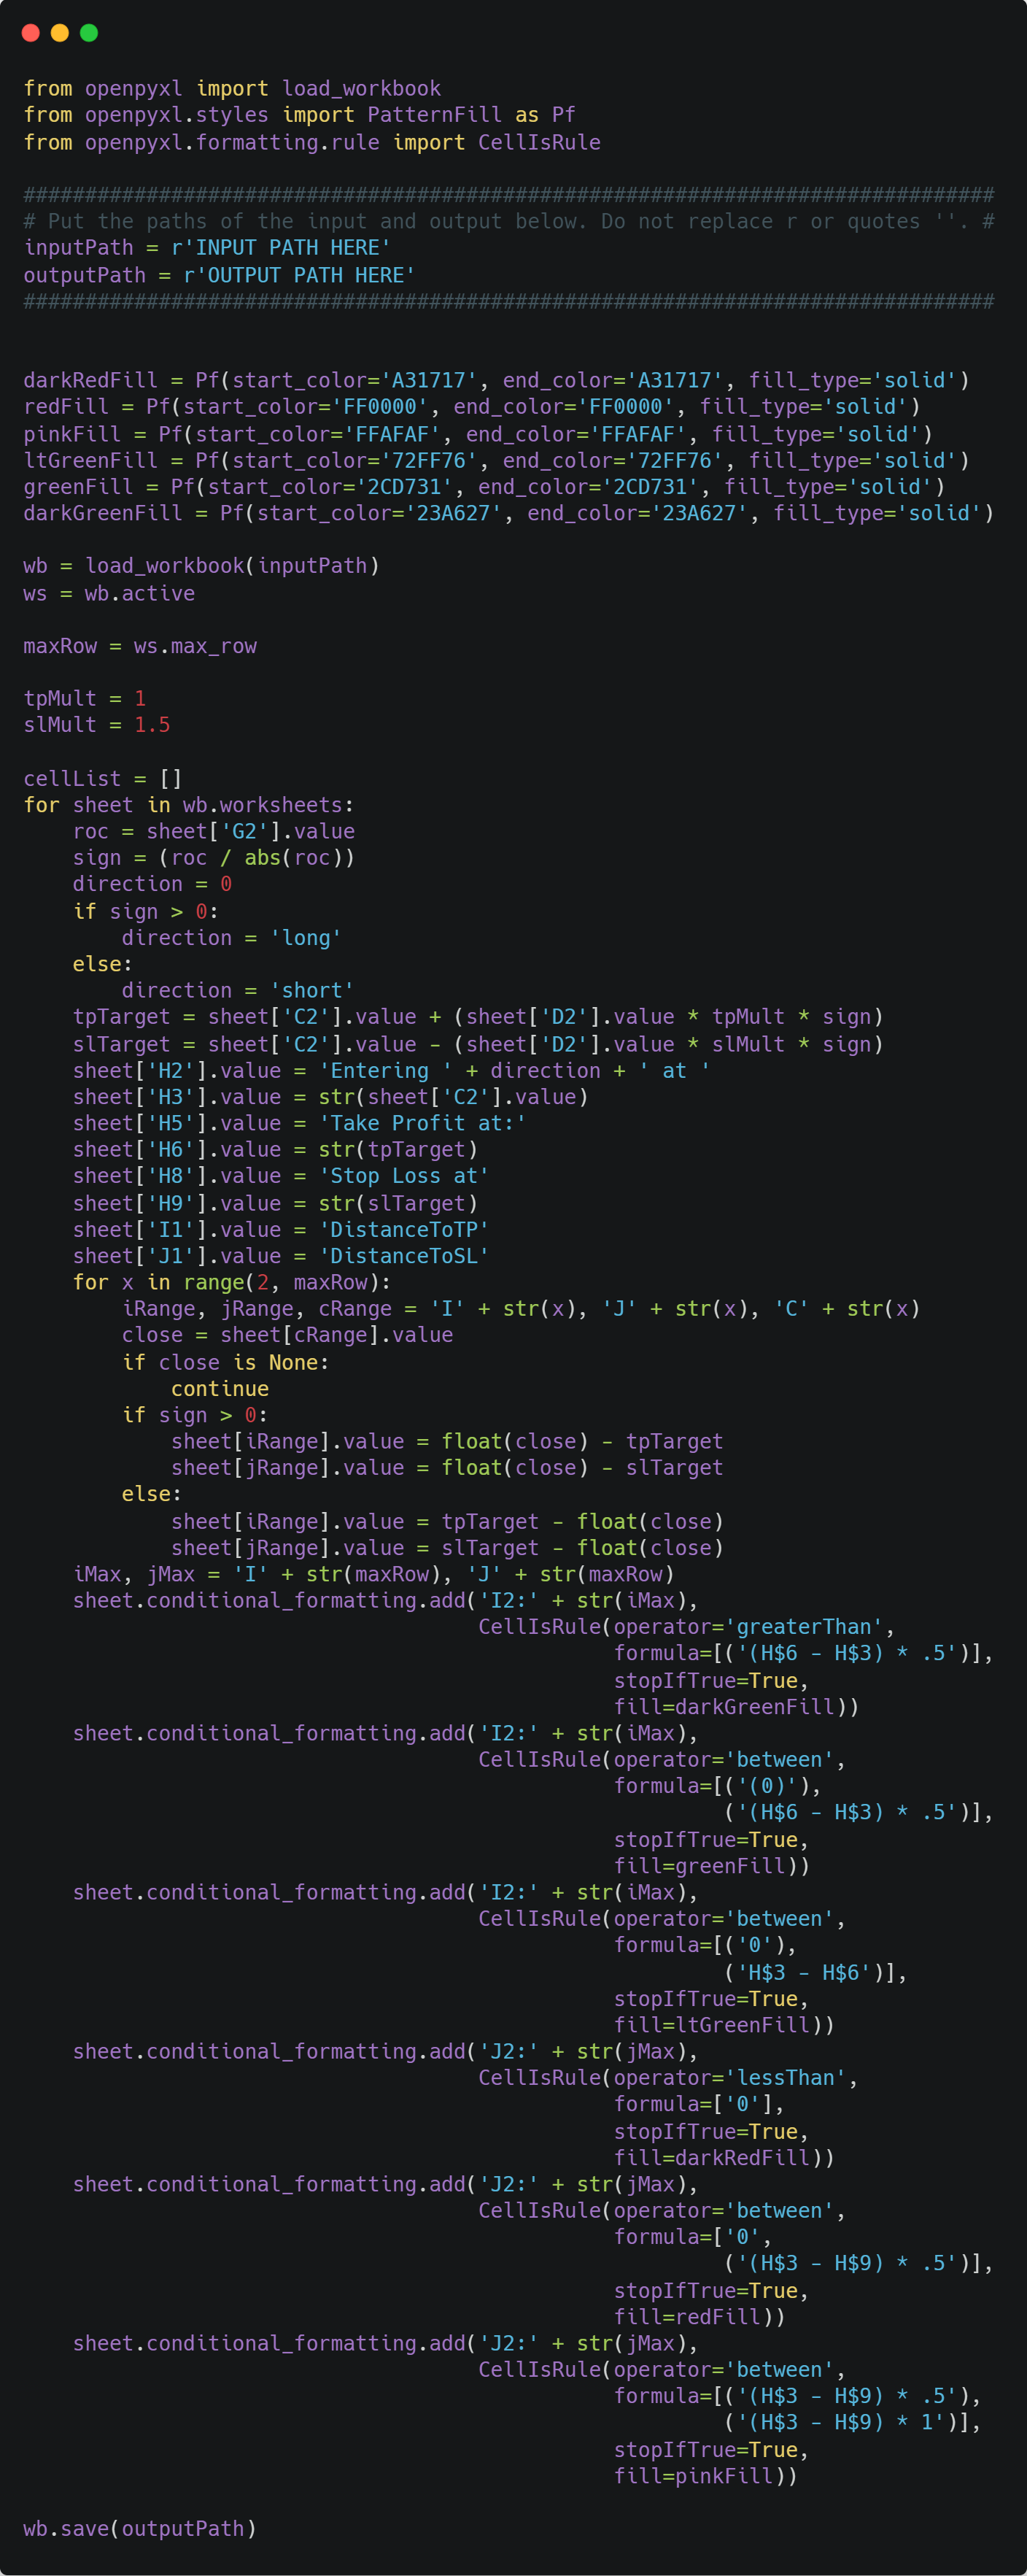 from openpyxl import load_workbook
from openpyxl.styles import PatternFill as Pf
from openpyxl.formatting.rule import CellIsRule

###############################################################################
# Put the paths of the input and output below. Do not replace r or quotes ''. #
inputPath = r'INPUT PATH HERE'
outputPath = r'OUTPUT PATH HERE'
###############################################################################


darkRedFill = Pf(start_color='A31717', end_color='A31717', fill_type='solid')
redFill = Pf(start_color='FF0000', end_color='FF0000', fill_type='solid')
pinkFill = Pf(start_color='FFAFAF', end_color='FFAFAF', fill_type='solid')
ltGreenFill = Pf(start_color='72FF76', end_color='72FF76', fill_type='solid')
greenFill = Pf(start_color='2CD731', end_color='2CD731', fill_type='solid')
darkGreenFill = Pf(start_color='23A627', end_color='23A627', fill_type='solid')

wb = load_workbook(inputPath)
ws = wb.active

maxRow = ws.max_row

tpMult = 1
slMult = 1.5

cellList = []
for sheet in wb.worksheets:
    roc = sheet['G2'].value
    sign = (roc / abs(roc))
    direction = 0
    if sign > 0:
        direction = 'long'
    else:
        direction = 'short'
    tpTarget = sheet['C2'].value + (sheet['D2'].value * tpMult * sign)
    slTarget = sheet['C2'].value - (sheet['D2'].value * slMult * sign)
    sheet['H2'].value = 'Entering ' + direction + ' at '
    sheet['H3'].value = str(sheet['C2'].value)
    sheet['H5'].value = 'Take Profit at:'
    sheet['H6'].value = str(tpTarget)
    sheet['H8'].value = 'Stop Loss at'
    sheet['H9'].value = str(slTarget)
    sheet['I1'].value = 'DistanceToTP'
    sheet['J1'].value = 'DistanceToSL'
    for x in range(2, maxRow):
        iRange, jRange, cRange = 'I' + str(x), 'J' + str(x), 'C' + str(x)
        close = sheet[cRange].value
        if close is None:
            continue
        if sign > 0:
            sheet[iRange].value = float(close) - tpTarget
            sheet[jRange].value = float(close) - slTarget
        else:
            sheet[iRange].value = tpTarget - float(close)
            sheet[jRange].value = slTarget - float(close)
    iMax, jMax = 'I' + str(maxRow), 'J' + str(maxRow)
    sheet.conditional_formatting.add('I2:' + str(iMax),
                                     CellIsRule(operator='greaterThan',
                                                formula=[('(H$6 - H$3) * .5')],
                                                stopIfTrue=True,
                                                fill=darkGreenFill))
    sheet.conditional_formatting.add('I2:' + str(iMax),
                                     CellIsRule(operator='between',
                                                formula=[('(0)'),
                                                         ('(H$6 - H$3) * .5')],
                                                stopIfTrue=True,
                                                fill=greenFill))
    sheet.conditional_formatting.add('I2:' + str(iMax),
                                     CellIsRule(operator='between',
                                                formula=[('0'),
                                                         ('H$3 - H$6')],
                                                stopIfTrue=True,
                                                fill=ltGreenFill))
    sheet.conditional_formatting.add('J2:' + str(jMax),
                                     CellIsRule(operator='lessThan',
                                                formula=['0'],
                                                stopIfTrue=True,
                                                fill=darkRedFill))
    sheet.conditional_formatting.add('J2:' + str(jMax),
                                     CellIsRule(operator='between',
                                                formula=['0',
                                                         ('(H$3 - H$9) * .5')],
                                                stopIfTrue=True,
                                                fill=redFill))
    sheet.conditional_formatting.add('J2:' + str(jMax),
                                     CellIsRule(operator='between',
                                                formula=[('(H$3 - H$9) * .5'),
                                                         ('(H$3 - H$9) * 1')],
                                                stopIfTrue=True,
                                                fill=pinkFill))

wb.save(outputPath)